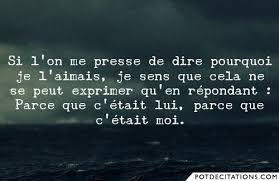 Si l'on me presse de dire pourquoi
je l'aimais, je sens que cela ne
se peut exprimer qu'en répondant :
Parce que c'était lui, parce que
c'était moi.
POTDECITATIONS.COM